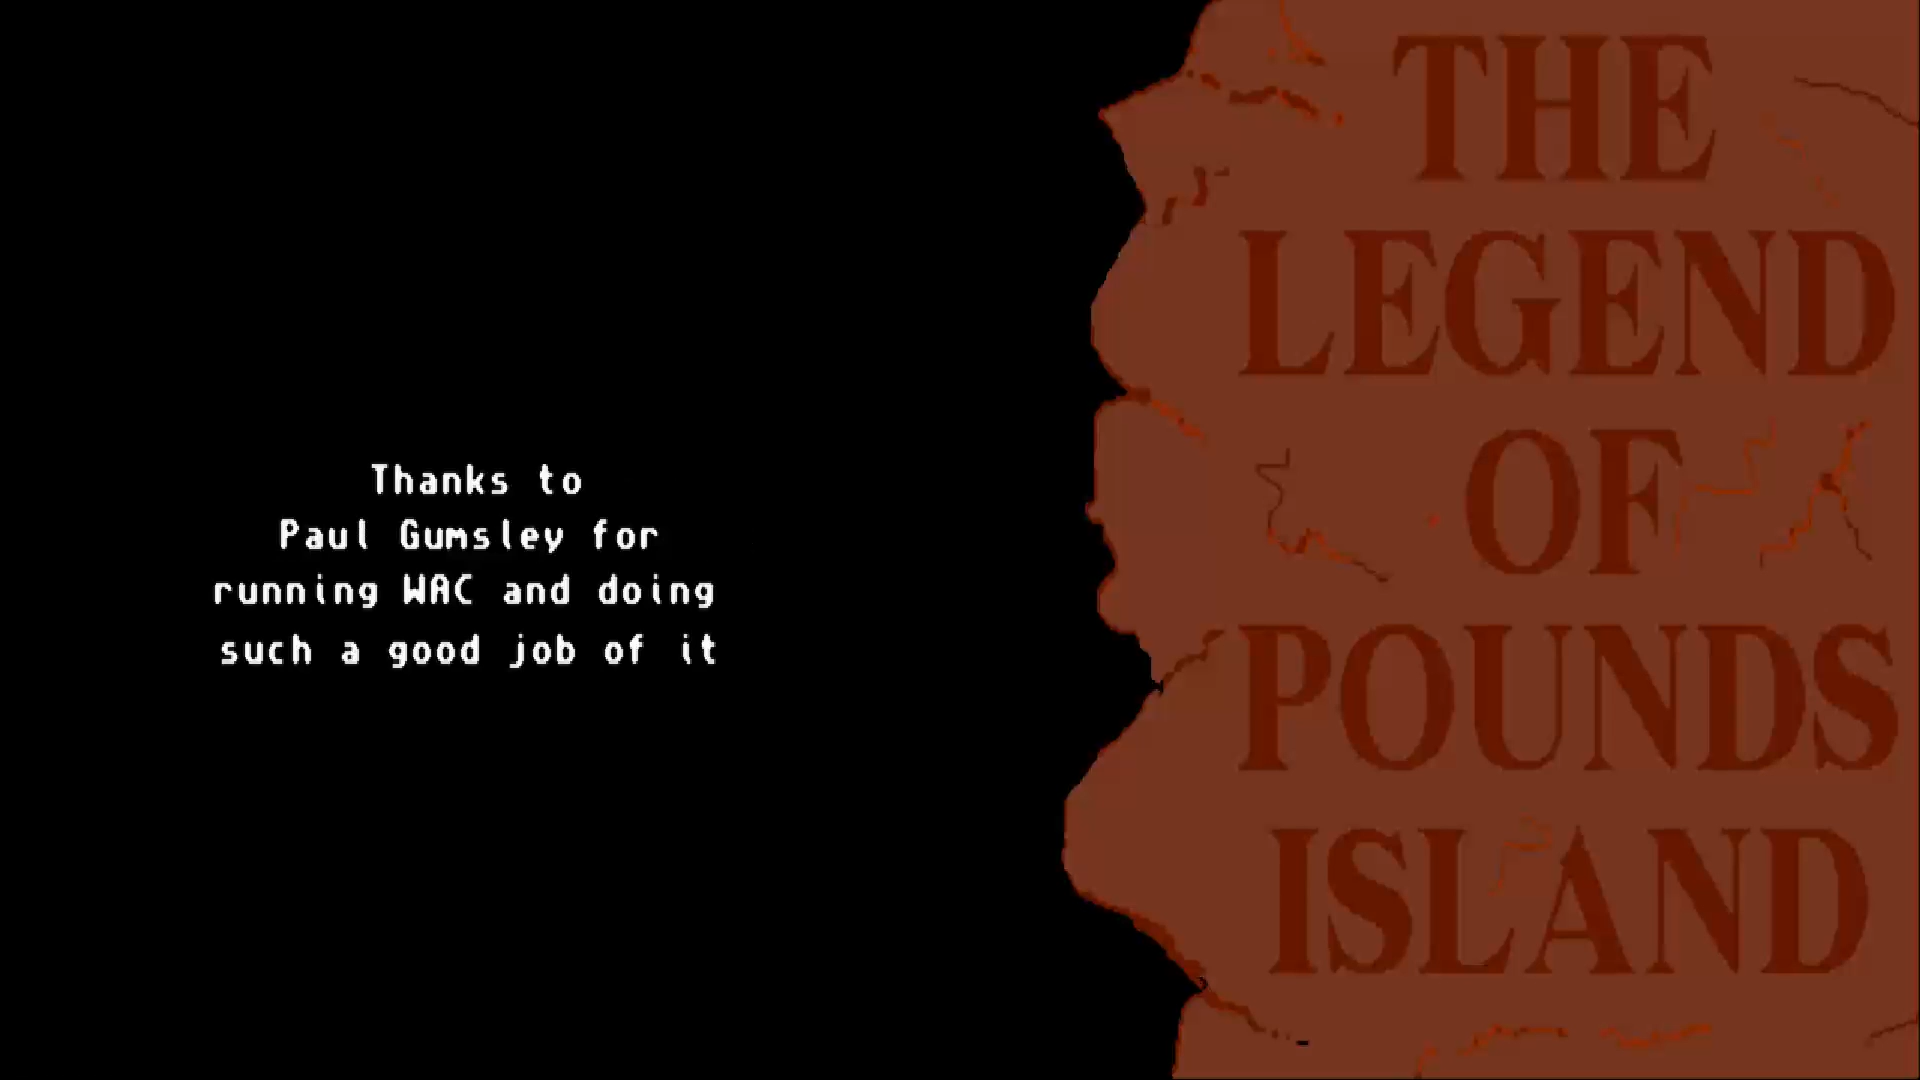 Thanks to
Paul Gumsley for
running WAC and doing
such a good job of it
THE
LEGEND
OF
POUNDS
ISLAND